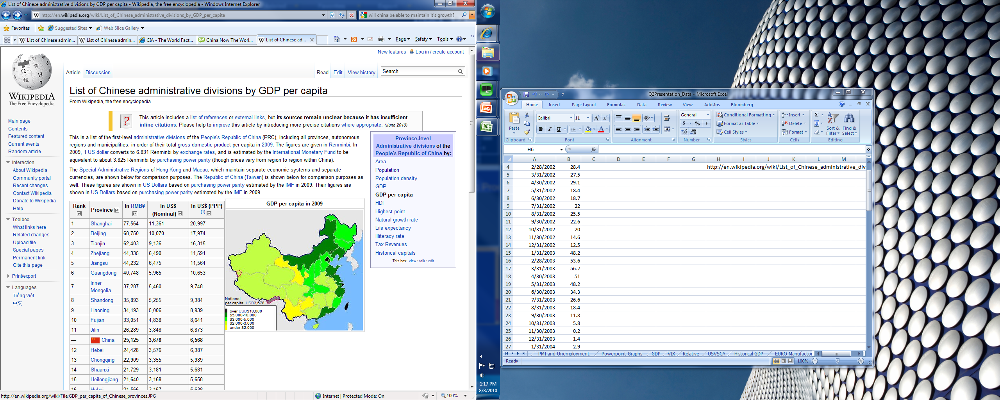 List of Chinese administrative divisions by GDP per capita - Wikipedia, the free encyclopedia - Windows Internet Explorer
http://en.wikipedia.org/wiki/List_of_Chinese_administrative_divisions_by_GDP_per_capita
will china be able to maintain it's growth?
Favorites
Suggested Sites
Web Slice Gallery
List of Chinese admin...
List of Chinese admin...
CIA - The World Fact...
China Now The Worl...
List of Chinese ad...
Page
Safety
Tools
New features
Log in / create account
Article
Discussion
Read
Edit
View history
Search
WIKIPEDIA
The Free Encyclopedia
Main page
Contents
Featured content
Current events
Random article
Interaction
About Wikipedia
Community portal
Recent changes
Contact Wikipedia
Donate to Wikipedia
Help
Toolbox
What links here
Related changes
Upload file
Special pages
Permanent link
Cite this page
Print/export
Languages
Tiếng Việt
中文
List of Chinese administrative divisions by GDP per capita
From Wikipedia, the free encyclopedia
This article includes a list of references or external links, but its sources remain unclear because it has insufficient
inline citations. Please help to improve this article by introducing more precise citations where appropriate. (June 2010)
This is a list of the first-level administrative divisions of the People's Republic of China (PRC), including all provinces, autonomous
regions and municipalities, in order of their total gross domestic product per capita in 2009. The figures are given in Renminbi. In
2009, 1 US dollar converts to 6.831 Renminbi by exchange rates, and is estimated by the International Monetary Fund to be
equivalent to about 3.825 Renminbi by purchasing power parity (though prices vary from region to region within China).
The Special Administrative Regions of Hong Kong and Macau, which maintain separate economic systems and separate
currencies, are shown below for comparison purposes. The Republic of China (Taiwan) is shown below for comparison purposes as
well. These figures are shown in US Dollars based on purchasing power parity estimated by the IMF in 2009. Their figures are
shown in US Dollars based on purchasing power parity estimated by the IMF in 2009.
Province-level
Administrative divisions of the
People's Republic of China by:
Area
Population
Population density
GDP
GDP per capita
HDI
Highest point
Natural growth rate
Life expectancy
Illiteracy rate
Tax Revenues
Historical capitals
This box: view • talk • edit
Rank Province in RMB¥ in US$ (Nominal) in US$ (PPP) [1]
1 Shanghai 77,564 11,361 20,997
2 Beijing 68,750 10,070 17,974
3 Tianjin 62,403 9,136 16,315
4 Zhejiang 44,335 6,490 11,591
5 Jiangsu 44,232 6,475 11,564
6 Guangdong 40,748 5,965 10,653
7 Inner Mongolia 37,287 5,460 9,748
8 Shandong 35,893 5,255 9,384
9 Liaoning 34,193 5,006 8,939
10 Fujian 33,051 4,838 8,641
11 Jilin 26,289 3,848 6,873
— China 25,125 3,678 6,568
12 Hebei 24,428 3,576 6,387
13 Chongqing 22,909 3,355 5,989
14 Shaanxi 21,729 3,181 5,681
15 Heilongjiang 21,640 3,168 5,658
16 Hubei 21,566 3,157 5,638
GDP per capita in 2009
National
per capita: USD3,678
over USD$10,000
$5,000-10,000
$3,000-5,000
$2,000-3,000
under $2,000
http://en.wikipedia.org/wiki/File:GDP_per_capita_of_Chinese_provinces.JPG
Internet | Protected Mode: On
100%
1:17 PM
8/8/2010
Q2Presentation_Data - Microsoft Excel
Home Insert Page Layout Formulas Data Review View Add-Ins Bloomberg
Paste
Clipboard
Calibri 11
B I U
Font
Alignment
General
$ % ,
Number
Conditional Formatting
Format as Table
Cell Styles
Styles
Insert
Delete
Format
Cells
Σ
Sort & Filter
Find & Select
Editing
H6
fx
A B C D E F G H I J K L M
4 2/28/2002 28.4 http://en.wikipedia.org/wiki/List_of_Chinese_administrative_div
5 3/31/2002 27.5
6 4/30/2002 29.1
7 5/31/2002 18.4
8 6/30/2002 18.7
9 7/31/2002 22
10 8/31/2002 25.5
11 9/30/2002 22.6
12 10/31/2002 20
13 11/30/2002 14.6
14 12/31/2002 12.5
15 1/31/2003 48.2
16 2/28/2003 53.6
17 3/31/2003 56.7
18 4/30/2003 51
19 5/31/2003 48.2
20 6/30/2003 34.3
21 7/31/2003 26.6
22 8/31/2003 18.4
23 9/30/2003 11.8
24 10/31/2003 5.8
25 11/30/2003 0.2
26 12/31/2003 1.4
27 1/31/2004 2.9
PMI and Unemployment Powerpoint Graphs GDP VIX Relative USVSCA Historical GDP EURO Manufactor
Ready
100%